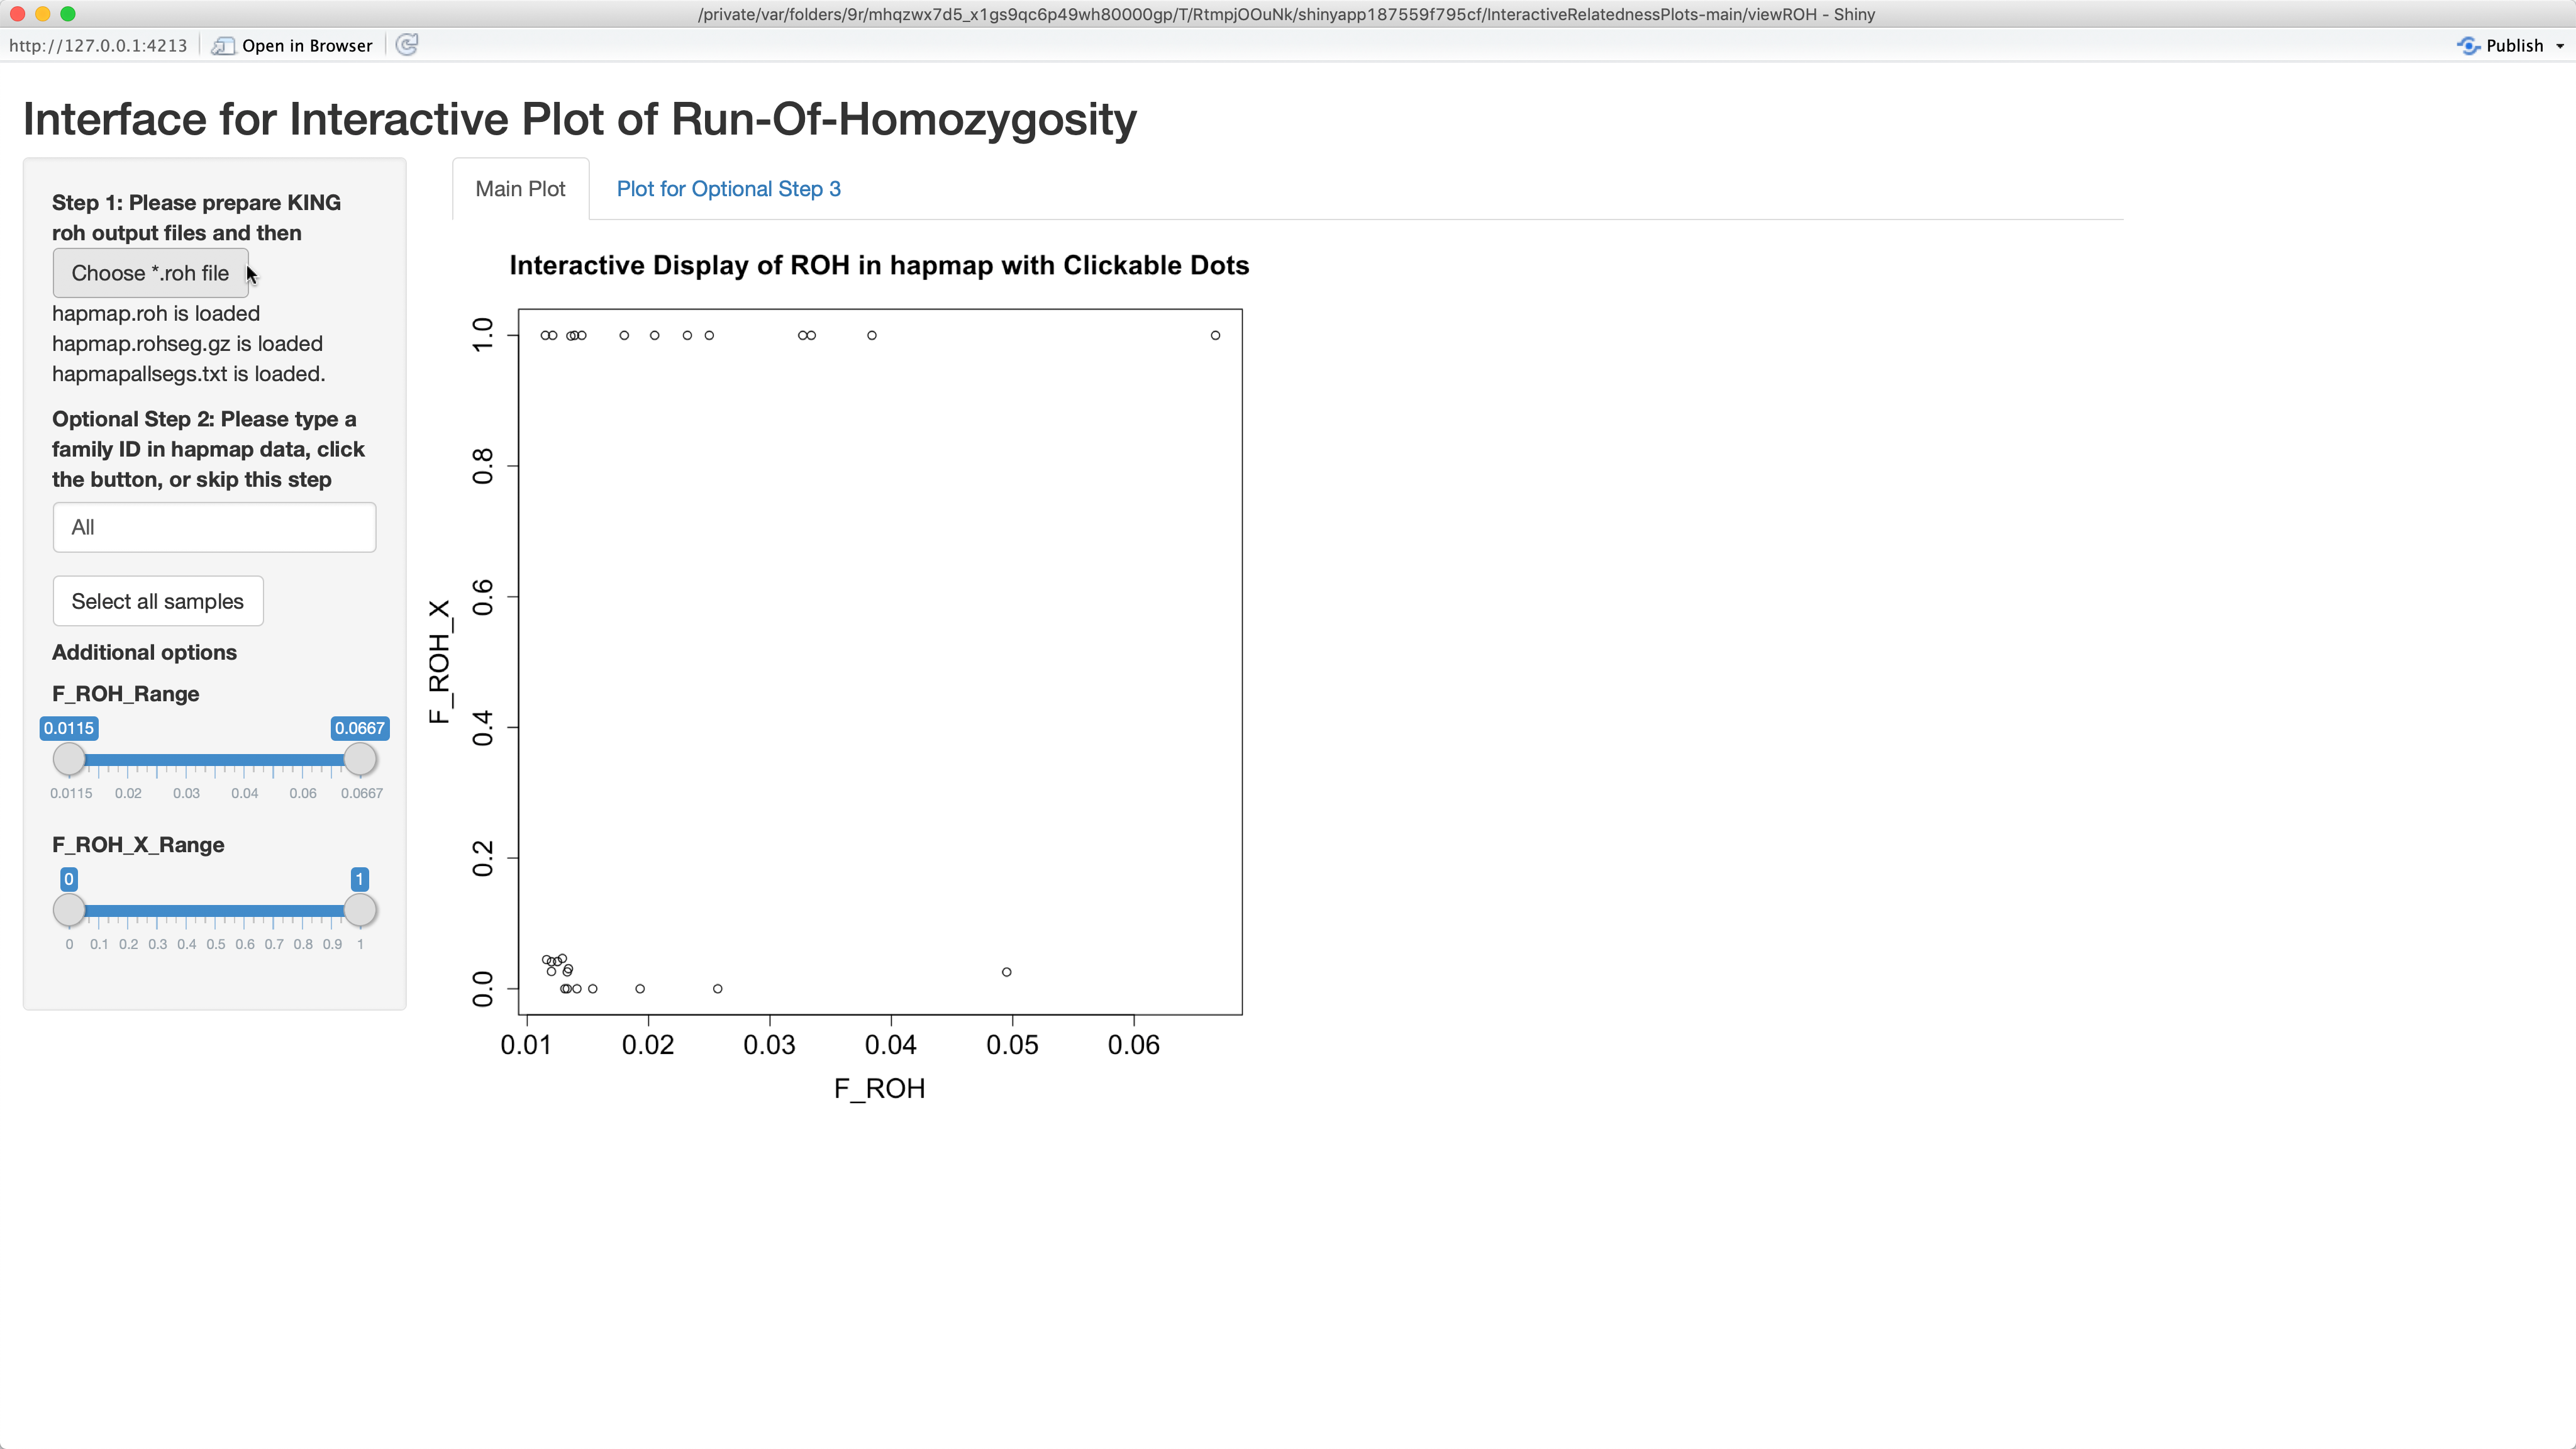 /private/var/folders/9r/mhqzwx7d5_x1gs9qc6p49wh80000gp/T/RtmpjOOuNk/shinyapp187559f795cf/InteractiveRelatednessPlots-main/viewROH - Shiny
http://127.0.0.1:4213 Open in Browser Publish
Interface for Interactive Plot of Run-Of-Homozygosity
Step 1: Please prepare KING
roh output files and then
Choose *.roh file
hapmap.roh is loaded
hapmap.rohseg.gz is loaded
hapmapallsegs.txt is loaded.
Optional Step 2: Please type a
family ID in hapmap data, click
the button, or skip this step
All
Select all samples
Additional options
F_ROH_Range
0.0115 0.0667
0.0115 0.02 0.03 0.04 0.06 0.0667
F_ROH_X_Range
0 1
0 0.1 0.2 0.3 0.4 0.5 0.6 0.7 0.8 0.9 1
Main Plot Plot for Optional Step 3
Interactive Display of ROH in hapmap with Clickable Dots
1.0
0.8
0.6
0.4
0.2
0.0
F_ROH_X
0.01 0.02 0.03 0.04 0.05 0.06
F_ROH